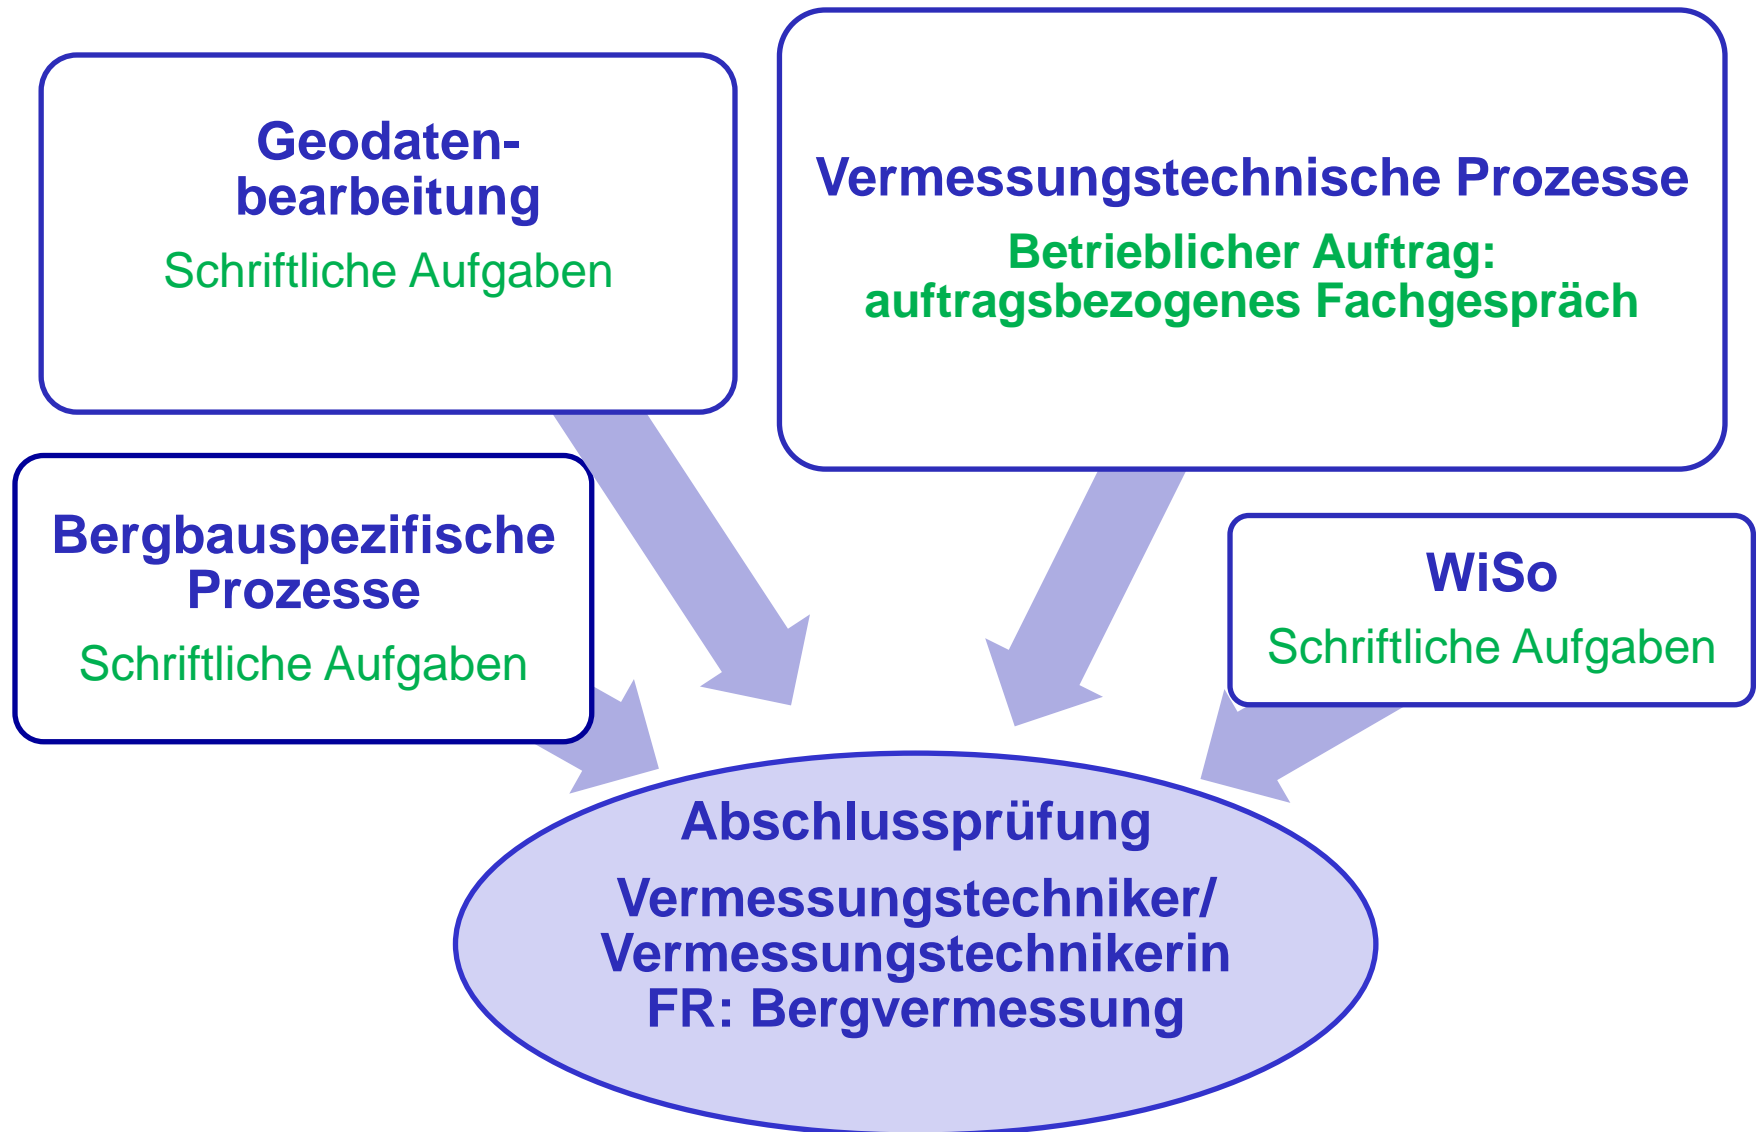 Geodaten-
bearbeitung
Schriftliche Aufgaben
Vermessungstechnische Prozesse
Betrieblicher Auftrag:
auftragsbezogenes Fachgespräch
Bergbauspezifische
Prozesse
Schriftliche Aufgaben
WiSo
Schriftliche Aufgaben
Abschlussprüfung
Vermessungstechniker/
Vermessungstechnikerin
FR: Bergvermessung